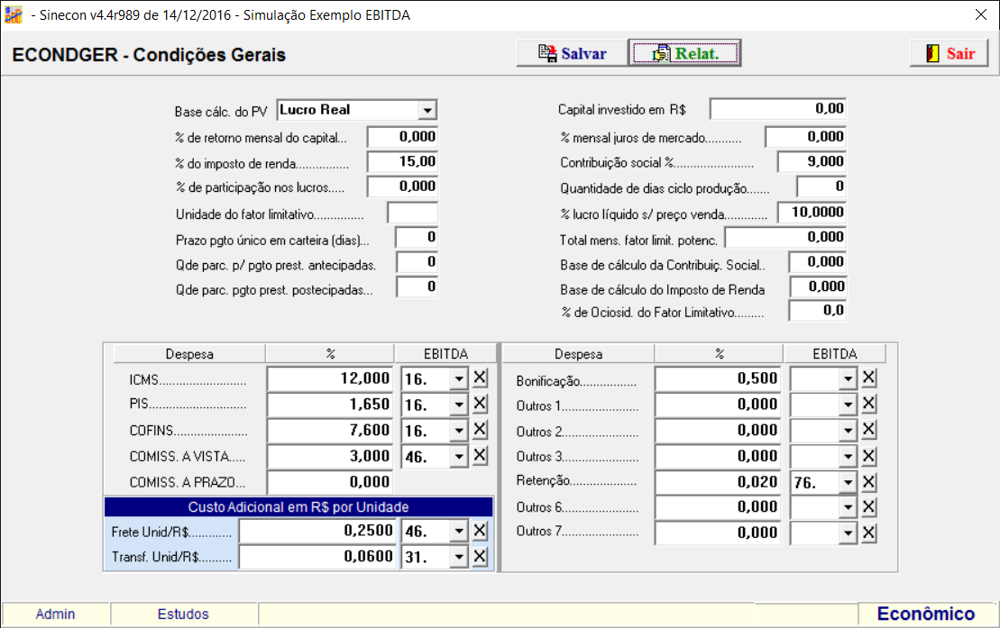 - Sinecon v4.4r989 de 14/12/2016 - Simulação Exemplo EBITDA
ECONDGER - Condições Gerais
Salvar
Relat.
Sair
Base cálc. do PV Lucro Real
% de retorno mensal do capital... 0,000
% do imposto de renda................ 15,00
% de participação nos lucros..... 0,000
Unidade do fator limitativo..............
Prazo pgto único em carteira (dias)... 0
Qde parc. p/ pgto prest. antecipadas. 0
Qde parc. pgto prest. postecipadas... 0
Capital investido em R$ 0,00
% mensal juros de mercado........... 0,000
Contribuição social %........................ 9,000
Quantidade de dias ciclo produção....... 0
% lucro líquido s/ preço venda............. 10,0000
Total mens. fator limit. potenc. 0,000
Base de cálculo da Contribuiç. Social.. 0,000
Base de cálculo do Imposto de Renda 0,000
% de Ociosid. do Fator Limitativo......... 0,0
Despesa % EBITDA
ICMS.......................... 12,000 16. X
PIS............................. 1,650 16. X
COFINS...................... 7,600 16. X
COMISS. A VISTA..... 3,000 46. X
COMISS. A PRAZO... 0,000
Custo Adicional em R$ por Unidade
Frete Unid/R$............. 0,2500 46. X
Transf. Unid/R$.......... 0,0600 31. X
Despesa % EBITDA
Bonificação................. 0,500 X
Outros 1....................... 0,000 X
Outros 2....................... 0,000 X
Outros 3....................... 0,000 X
Retenção.................... 0,020 76. X
Outros 6....................... 0,000 X
Outros 7....................... 0,000 X
Admin
Estudos
Econômico